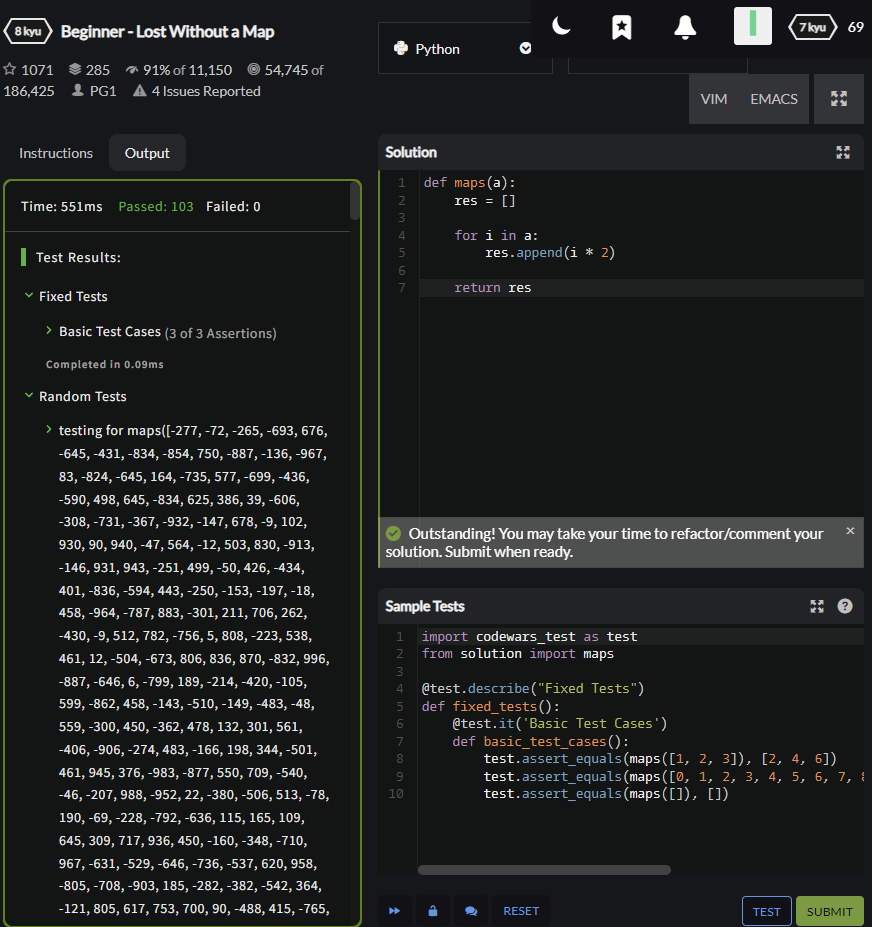 8 kyu Beginner - Lost Without a Map
1071 285 91% of 11,150 54,745 of
186,425 PG1 4 Issues Reported
Python
7 kyu 69
VIM EMACS
Instructions Output
Time: 551ms Passed: 103 Failed: 0
Test Results:
Fixed Tests
Basic Test Cases (3 of 3 Assertions)
Completed in 0.09ms
Random Tests
testing for maps([-277, -72, -265, -693, 676,
-645, -431, -834, -854, 750, -887, -136, -967,
83, -824, -645, 164, -735, 577, -699, -436,
-590, 498, 645, -834, 625, 386, 39, -606,
-308, -731, -367, -932, -147, 678, -9, 102,
930, 90, 940, -47, 564, -12, 503, 830, -913,
-146, 931, 943, -251, 499, -50, 426, -434,
401, -836, -594, 443, -250, -153, -197, -18,
458, -964, -787, 883, -301, 211, 706, 262,
-430, -9, 512, 782, -756, 5, 808, -223, 538,
461, 12, -504, -673, 806, 836, 870, -832, 996,
-887, -646, 6, -799, 189, -214, -420, -105,
599, -862, 458, -143, -510, -149, -483, -48,
559, -300, 450, -362, 478, 132, 301, 561,
-406, -906, -274, 483, -166, 198, 344, -501,
461, 945, 376, -983, -877, 550, 709, -540,
-46, -207, 988, -952, 22, -380, -506, 513, -78,
190, -69, -228, -792, -636, 115, 165, 109,
645, 309, 717, 936, 450, -160, -348, -710,
967, -631, -529, -646, -736, -537, 620, 958,
-805, -708, -903, 185, -282, -382, -542, 364,
-121, 805, 617, 753, 700, 90, -488, 415, -765,
Solution
1 def maps(a):
2 res = []
3
4 for i in a:
5 res.append(i * 2)
6
7 return res
Outstanding! You may take your time to refactor/comment your
solution. Submit when ready.
Sample Tests
1 import codewars_test as test
2 from solution import maps
3
4 @test.describe("Fixed Tests")
5 def fixed_tests():
6 @test.it('Basic Test Cases')
7 def basic_test_cases():
8 test.assert_equals(maps([1, 2, 3]), [2, 4, 6])
9 test.assert_equals(maps([0, 1, 2, 3, 4, 5, 6, 7, 8
10 test.assert_equals(maps([]), [])
RESET TEST SUBMIT